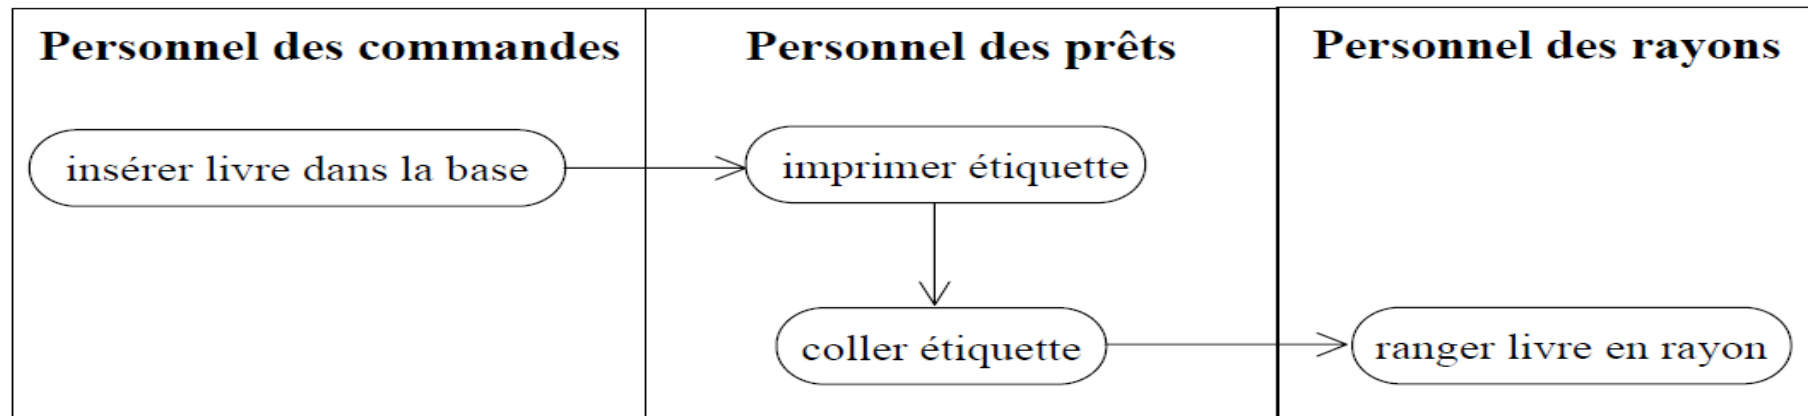 Personnel des commandes
Personnel des prêts
Personnel des rayons
insérer livre dans la base
imprimer étiquette
coller étiquette
ranger livre en rayon